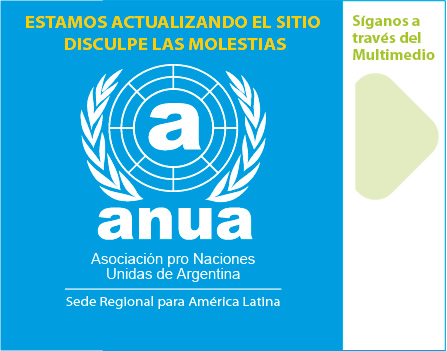 ESTAMOS ACTUALIZANDO EL SITIO
DISCULPE LAS MOLESTIAS
a
anua
Asociación pro Naciones
Unidas de Argentina
Sede Regional para América Latina
Síganos a
través del
Multimedio